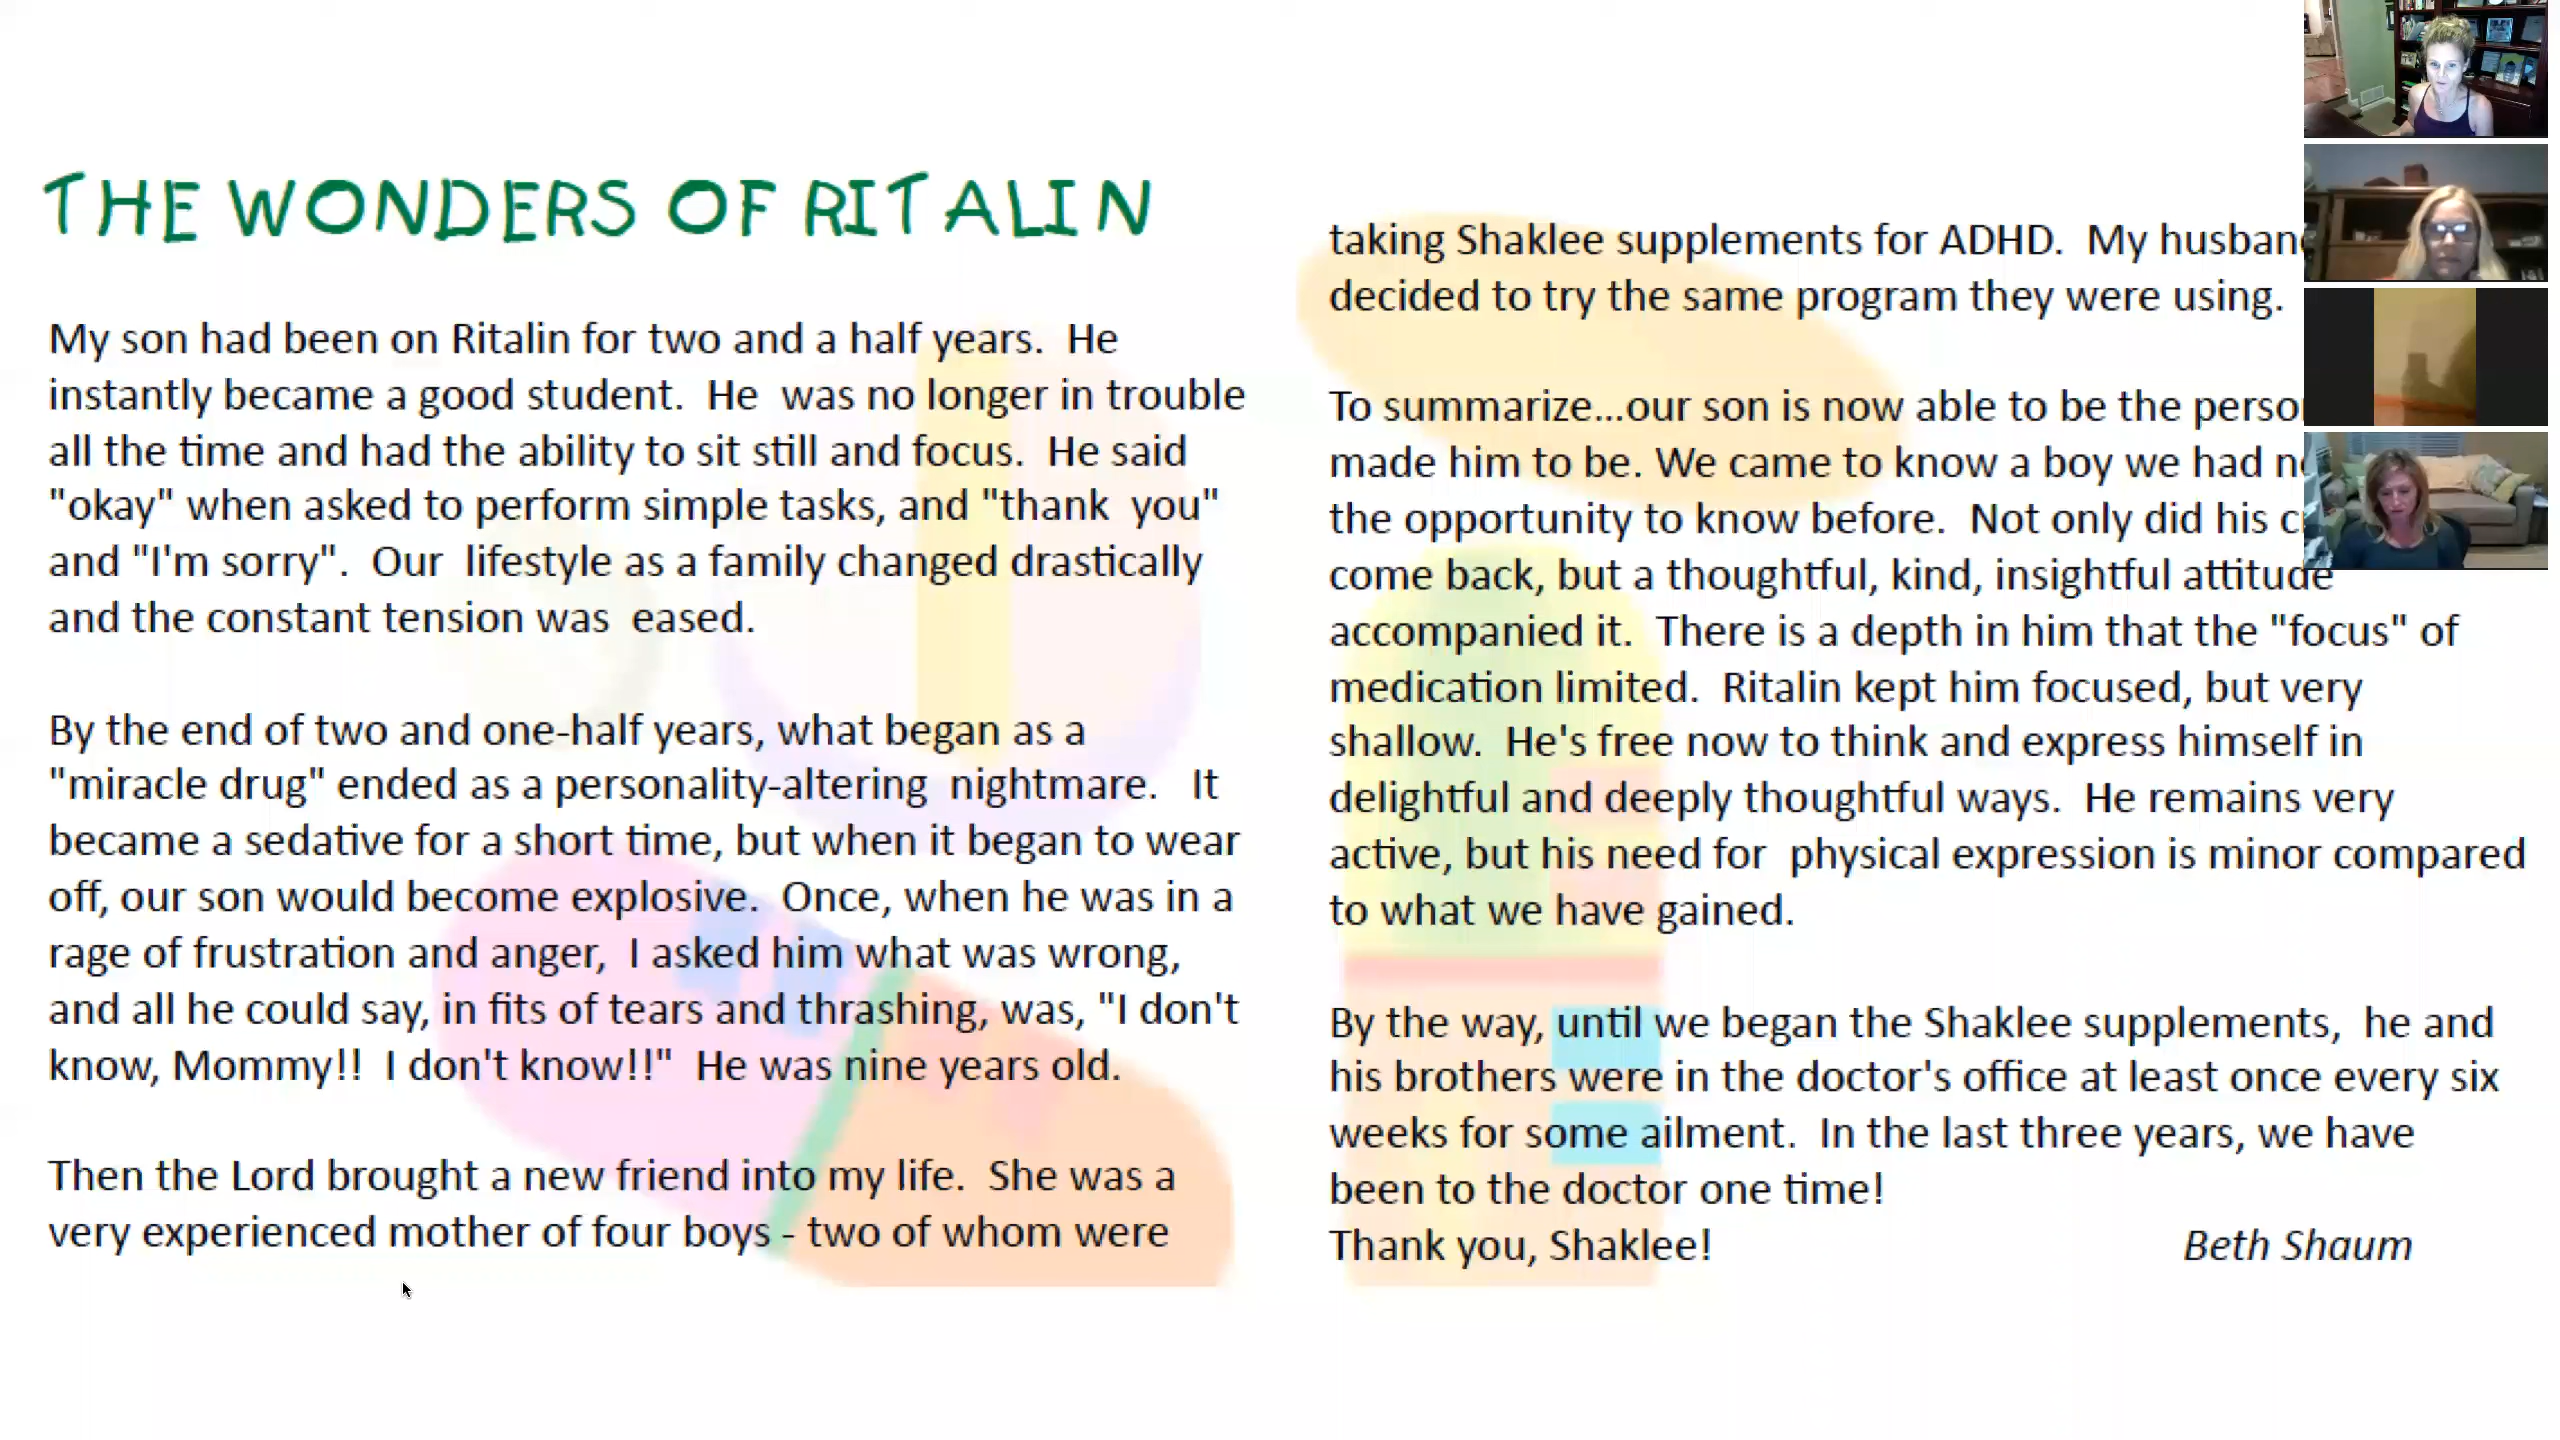 THE WONDERS OF RITALIN
My son had been on Ritalin for two and a half years. He
instantly became a good student. He was no longer in trouble
all the time and had the ability to sit still and focus. He said
"okay" when asked to perform simple tasks, and "thank you"
and "I'm sorry". Our lifestyle as a family changed drastically
and the constant tension was eased.
By the end of two and one-half years, what began as a
"miracle drug" ended as a personality-altering nightmare. It
became a sedative for a short time, but when it began to wear
off, our son would become explosive. Once, when he was in a
rage of frustration and anger, I asked him what was wrong,
and all he could say, in fits of tears and thrashing, was, "I don't
know, Mommy!! I don't know!!" He was nine years old.
Then the Lord brought a new friend into my life. She was a
very experienced mother of four boys - two of whom were
taking Shaklee supplements for ADHD. My
decided to try the same program they were using.
To summarize...our son is now able to be the
made him to be. We came to know a boy we had
the opportunity to know before. Not only did his
come back, but a thoughtful, kind, insightful attitude
accompanied it. There is a depth in him that the "focus" of
medication limited. Ritalin kept him focused, but very
shallow. He's free now to think and express himself in
delightful and deeply thoughtful ways. He remains very
active, but his need for physical expression is minor compared
to what we have gained.
By the way, until we began the Shaklee supplements, he and
his brothers were in the doctor's office at least once every six
weeks for some ailment. In the last three years, we have
been to the doctor one time!
Thank you, Shaklee! Beth Shaum